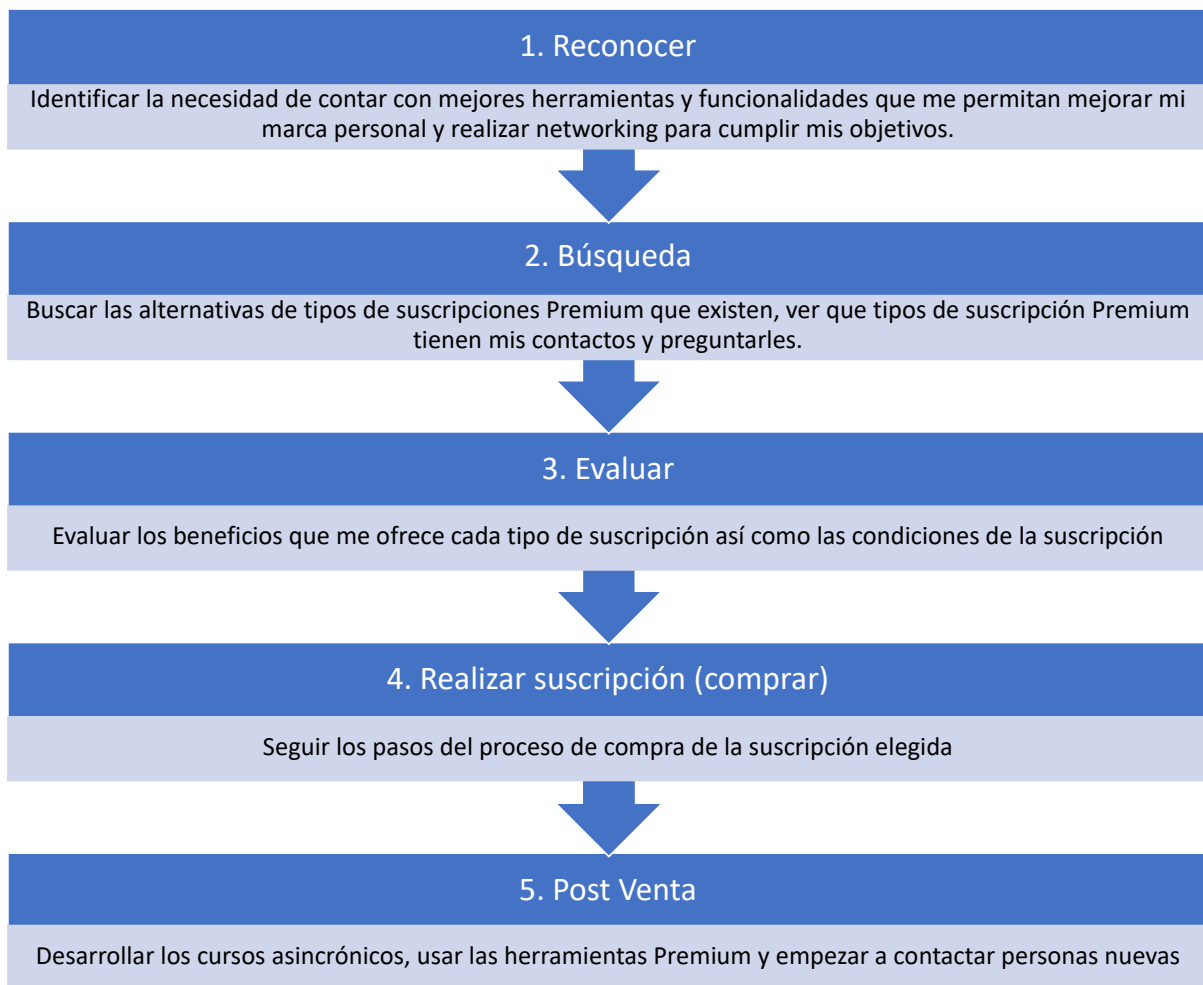 1. Reconocer
Identificar la necesidad de contar con mejores herramientas y funcionalidades que me permitan mejorar mi
marca personal y realizar networking para cumplir mis objetivos.
2. Búsqueda
Buscar las alternativas de tipos de suscripciones Premium que existen, ver que tipos de suscripción Premium
tienen mis contactos y preguntarles.
3. Evaluar
Evaluar los beneficios que me ofrece cada tipo de suscripción así como las condiciones de la suscripción
4. Realizar suscripción (comprar)
Seguir los pasos del proceso de compra de la suscripción elegida
5. Post Venta
Desarrollar los cursos asincrónicos, usar las herramientas Premium y empezar a contactar personas nuevas